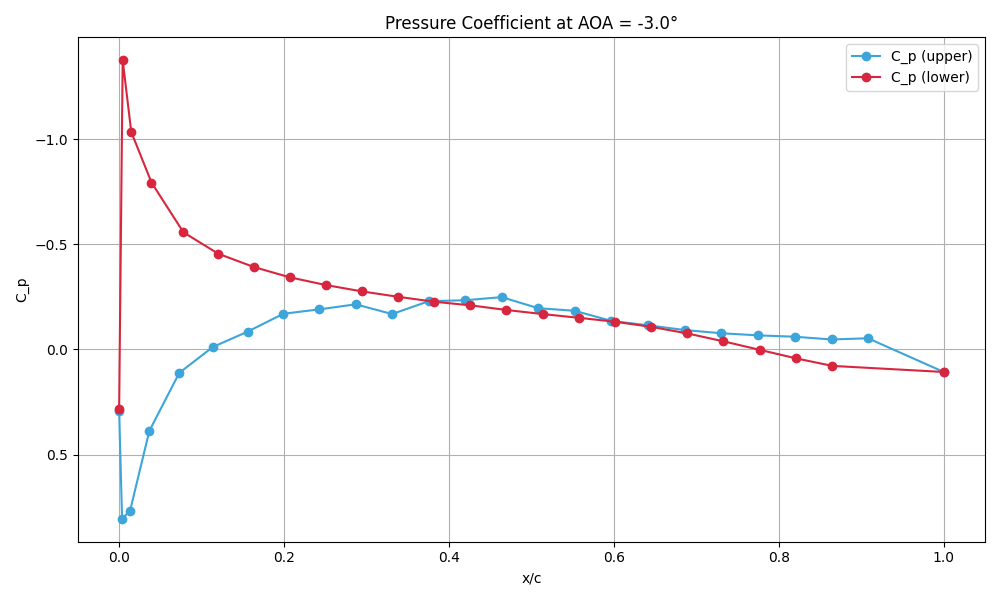 Pressure Coefficient at AOA = -3.0°
C_p (upper)
C_p (lower)
−1.0
−0.5
0.0
0.5
C_p
0.0 0.2 0.4 0.6 0.8 1.0
x/c